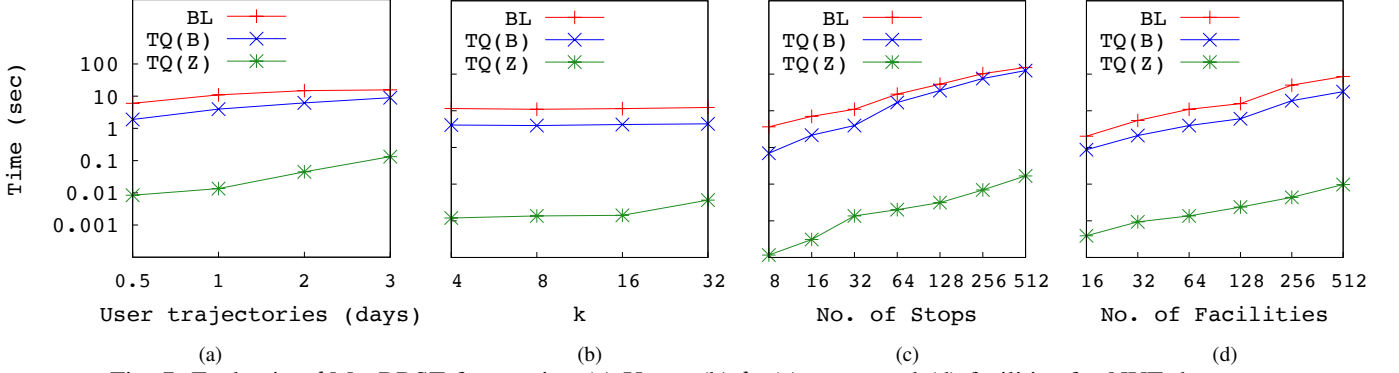 BL
TQ(B)
TQ(Z)
Time (sec)
100
10
1
0.1
0.01
0.001
0.5 1 2 3
User trajectories (days)
(a)
BL
TQ(B)
TQ(Z)
4 8 16 32
k
(b)
BL
TQ(B)
TQ(Z)
8 16 32 64 128 256 512
No. of Stops
(c)
BL
TQ(B)
TQ(Z)
16 32 64 128 256 512
No. of Facilities
(d)